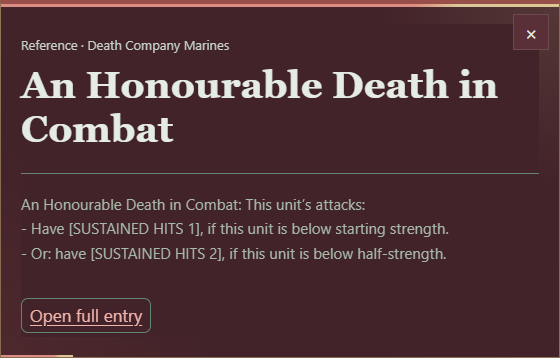 ×
Reference · Death Company Marines
An Honourable Death in
Combat
An Honourable Death in Combat: This unit’s attacks:
- Have [SUSTAINED HITS 1], if this unit is below starting strength.
- Or: have [SUSTAINED HITS 2], if this unit is below half-strength.
Open full entry